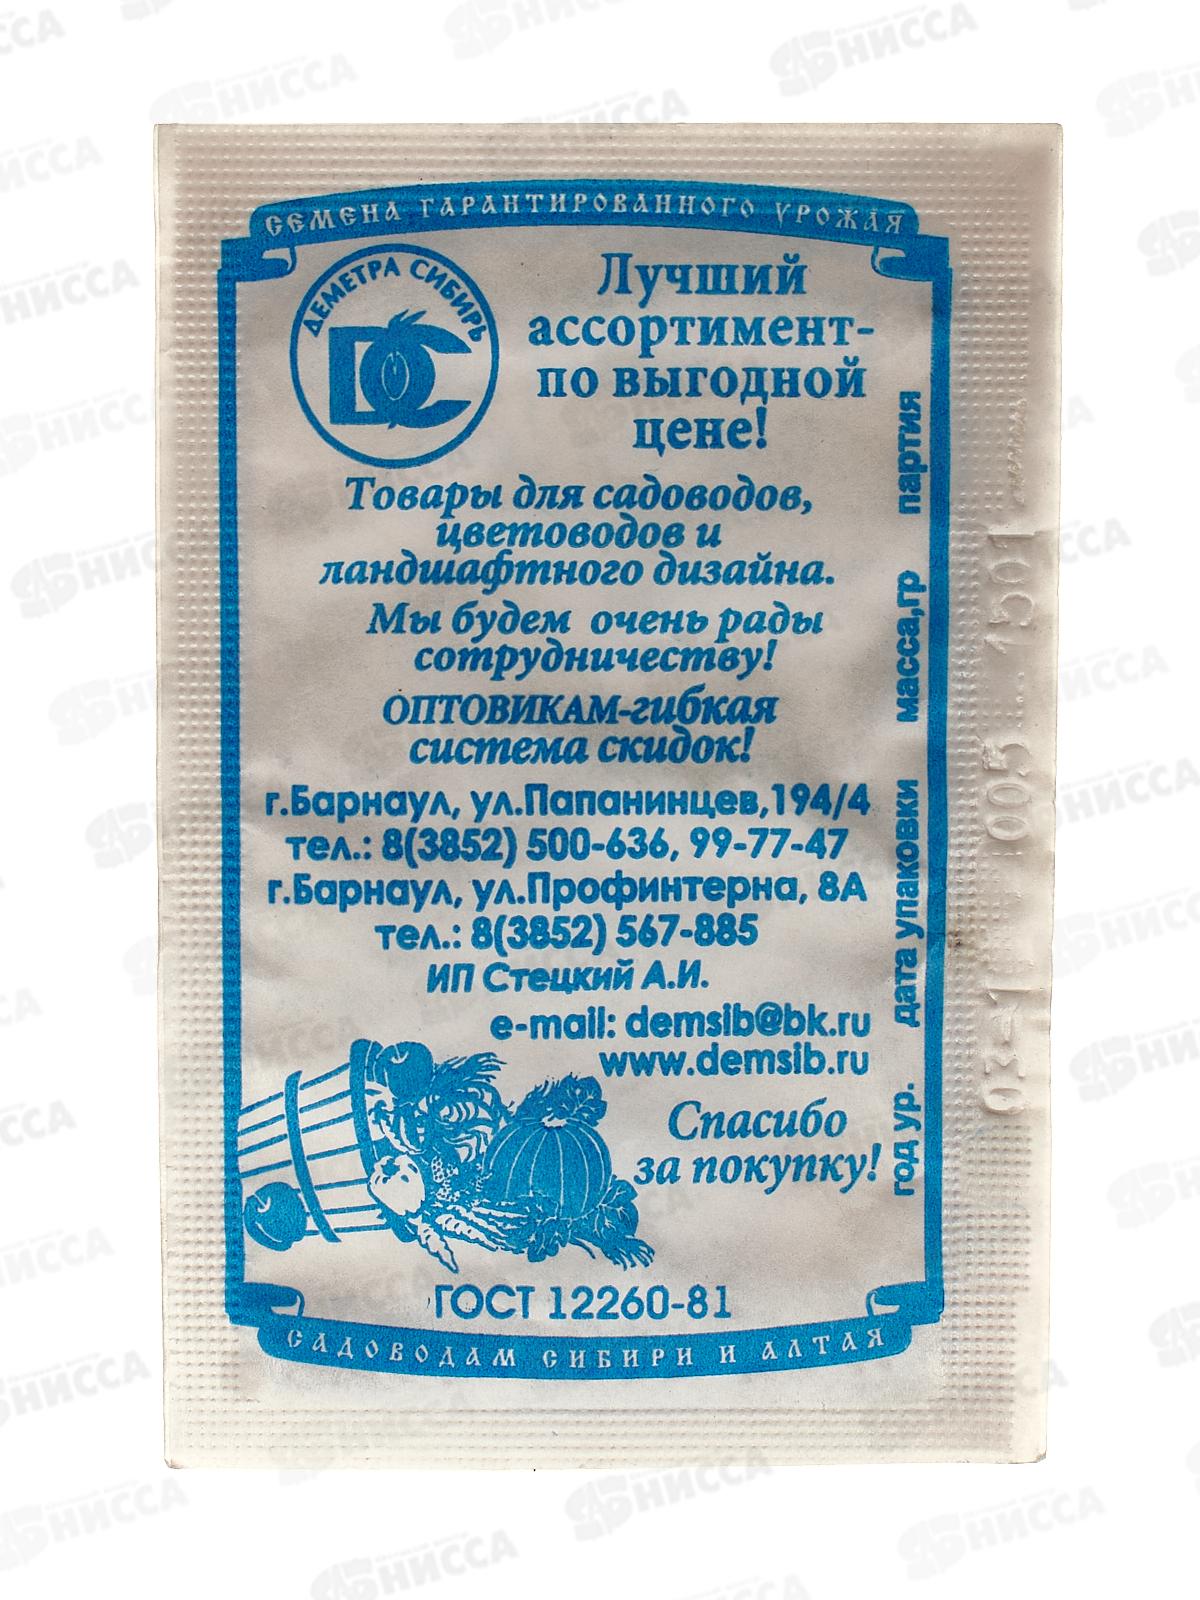 СЕМЕНА ГАРАНТИРОВАННОГО УРОЖАЯ
ДЕМЕТРА СИБИРЬ
ДС
Лучший
ассортимент-
по выгодной
цене!
Товары для садоводов,
цветоводов и
ландшафтного дизайна.
Мы будем очень рады
сотрудничеству!
ОПТОВИКАМ-гибкая
система скидок!
г.Барнаул, ул.Папанинцев,194/4
тел.: 8(3852) 500-636, 99-77-47
г.Барнаул, ул.Профинтерна, 8А
тел.: 8(3852) 567-885
ИП Стецкий А.И.
e-mail: demsib@bk.ru
www.demsib.ru
Спасибо
за покупку!
ГОСТ 12260-81
САДОВОДАМ СИБИРИ И АЛТАЯ
год ур. дата упаковки масса,гр партия
005 1501
НИССА